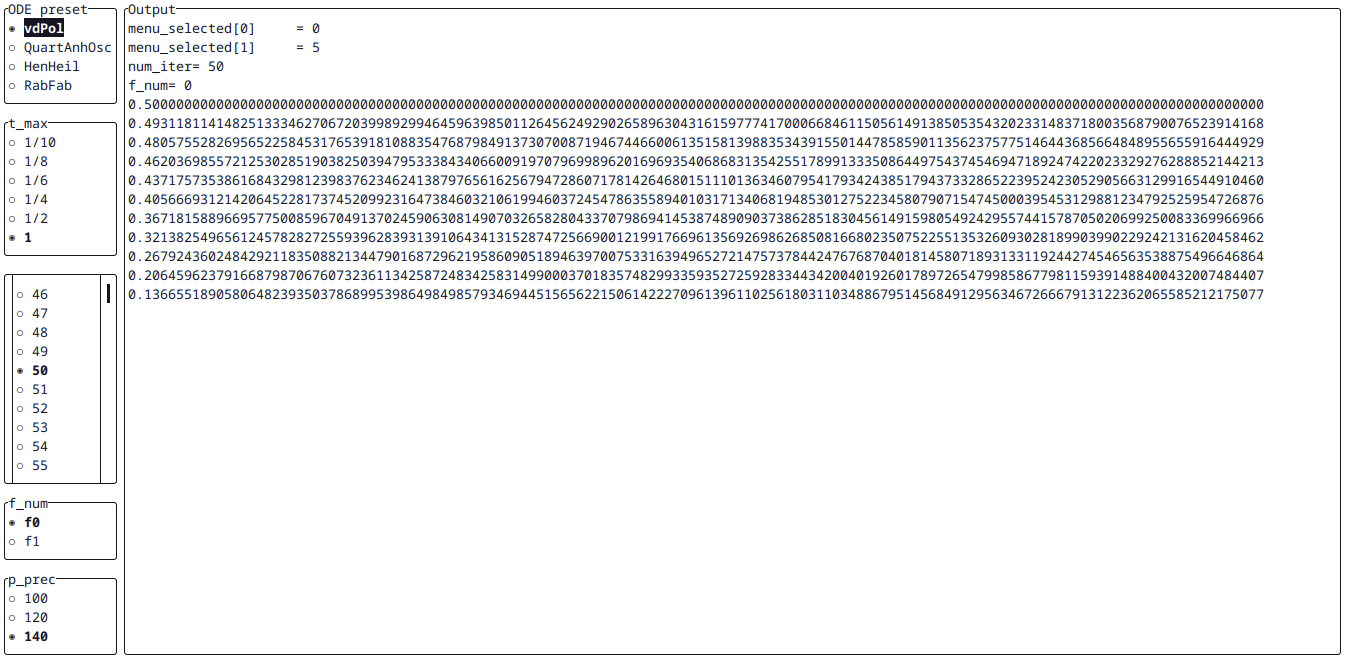 ODE preset
vdPol
QuartAnhOsc
HenHeil
RabFab
t_max
1/10
1/8
1/6
1/4
1/2
1
46
47
48
49
50
51
52
53
54
55
f_num
f0
f1
p_prec
100
120
140
Output
menu_selected[0]     = 0
menu_selected[1]     = 5
num_iter= 50
f_num= 0
0.50000000000000000000000000000000000000000000000000000000000000000000000000000000000000000000000000000000000000000000000000000000000000000000
0.49311811414825133346270672039989299464596398501126456249290265896304316159777417000668461150561491385053543202331483718003568790076523914168
0.48057552826956522584531765391810883547687984913730700871946744660061351581398835343915501447858590113562375775146443685664848955655916444929
0.46203698557212530285190382503947953338434066009197079699896201696935406868313542551789913335086449754374546947189247422023329276288852144213
0.43717573538616843298123983762346241387976561625679472860717814264680151110136346079541793424385179437332865223952423052905663129916544910460
0.40566693121420645228173745209923164738460321061994603724547863558940103171340681948530127522345807907154745000395453129881234792525954726876
0.36718158896695775008596704913702459063081490703265828043370798694145387489090373862851830456149159805492429557441578705020699250083369966966
0.32138254965612457828272559396283931391064341315287472566900121991766961356926986268508166802350752255135326093028189903990229242131620458462
0.26792436024842921183508821344790168729621958609051894639700753316394965272147573784424767687040181458071893133119244274546563538875496646864
0.20645962379166879870676073236113425872483425831499000370183574829933593527259283344342004019260178972654799858677981159391488400432007484407
0.13665518905806482393503786899539864984985793469445156562215061422270961396110256180311034886795145684912956346726667913122362065585212175077